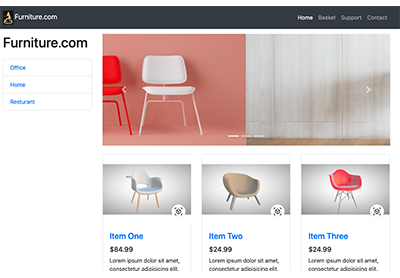 Furniture.com
Home Basket Support Contact
Furniture.com
Office
Home
Resturant
Item One
$84.99
Lorem ipsum dolor sit amet,
consectetur adipisicing elit.
Item Two
$24.99
Lorem ipsum dolor sit amet,
consectetur adipisicing elit.
Item Three
$24.99
Lorem ipsum dolor sit amet,
consectetur adipisicing elit.